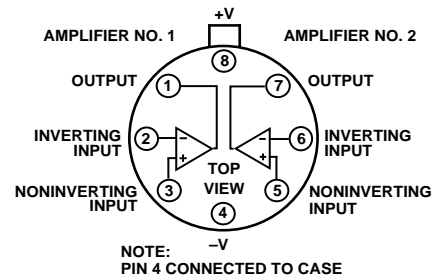 +V
AMPLIFIER NO. 1
AMPLIFIER NO. 2
8
OUTPUT
1
7
OUTPUT
INVERTING
INPUT
2
–
+
–
+
6
INVERTING
INPUT
TOP
VIEW
NONINVERTING
INPUT
3
5
NONINVERTING
INPUT
4
–V
NOTE:
PIN 4 CONNECTED TO CASE